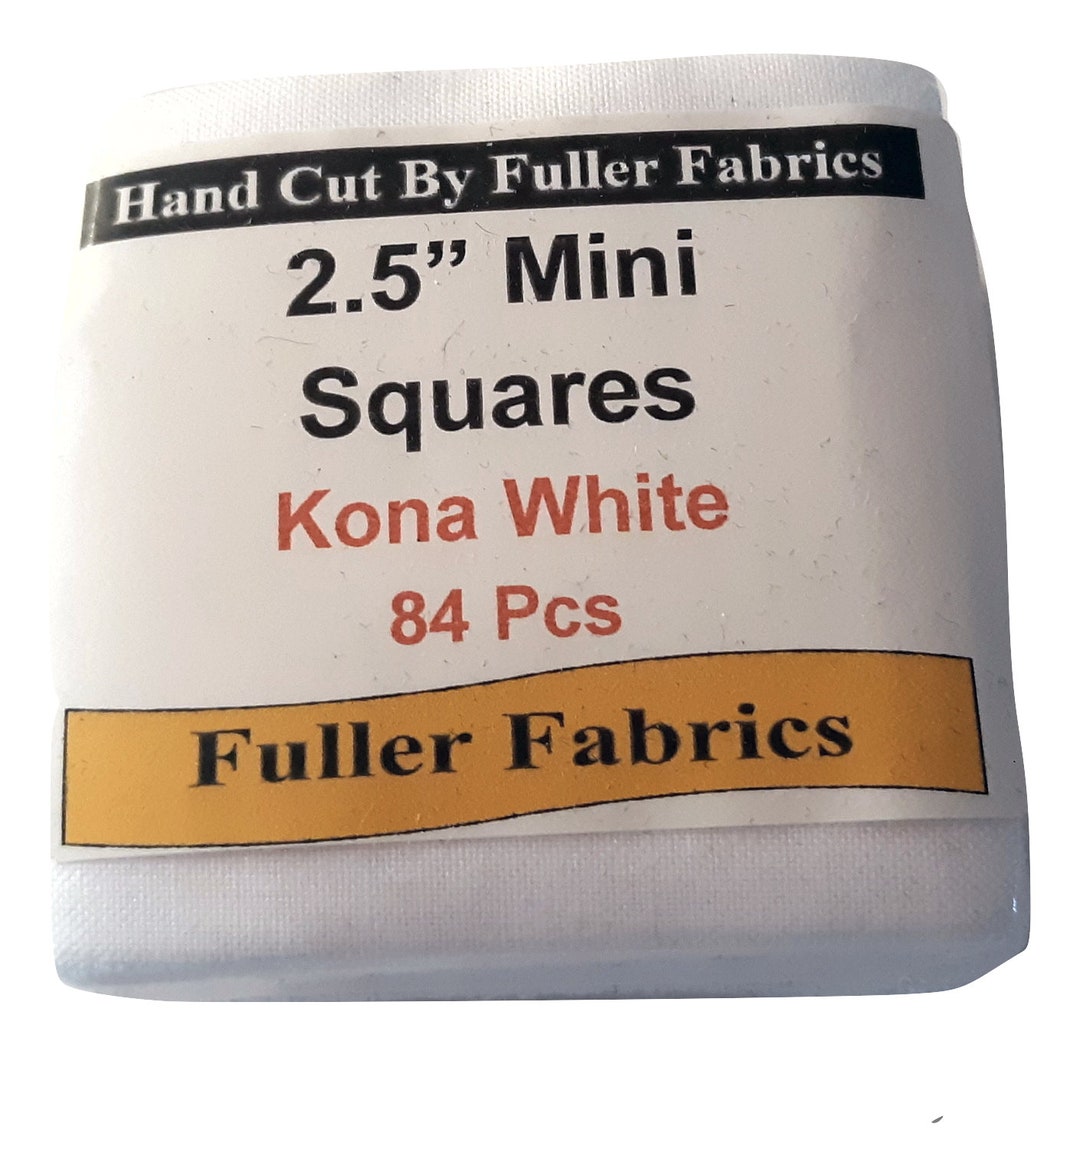 Hand Cut By Fuller Fabrics
2.5” Mini
Squares
Kona White
84 Pcs
Fuller Fabrics